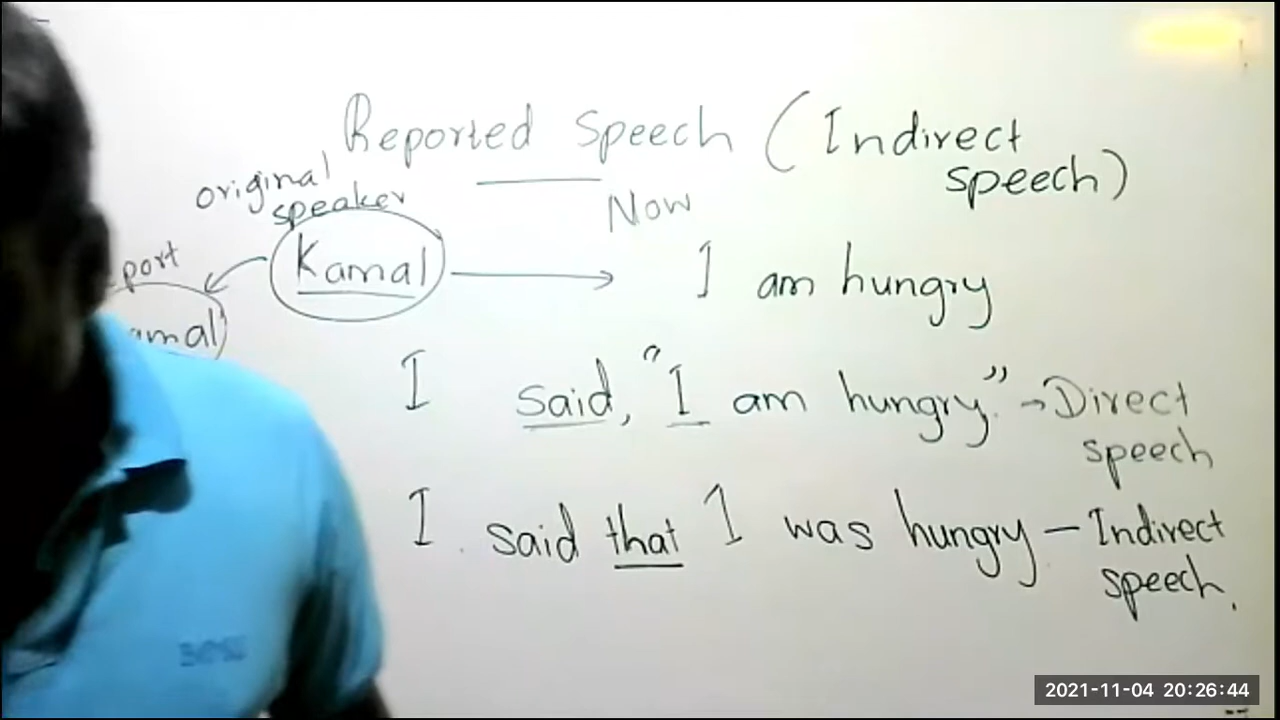 Reported Speech (Indirect
speech)
original
speaker
Now
port
Kamal
I am hungry
amal
I said, "I am hungry." → Direct
speech
I said that I was hungry – Indirect
speech.
2021-11-04 20:26:44